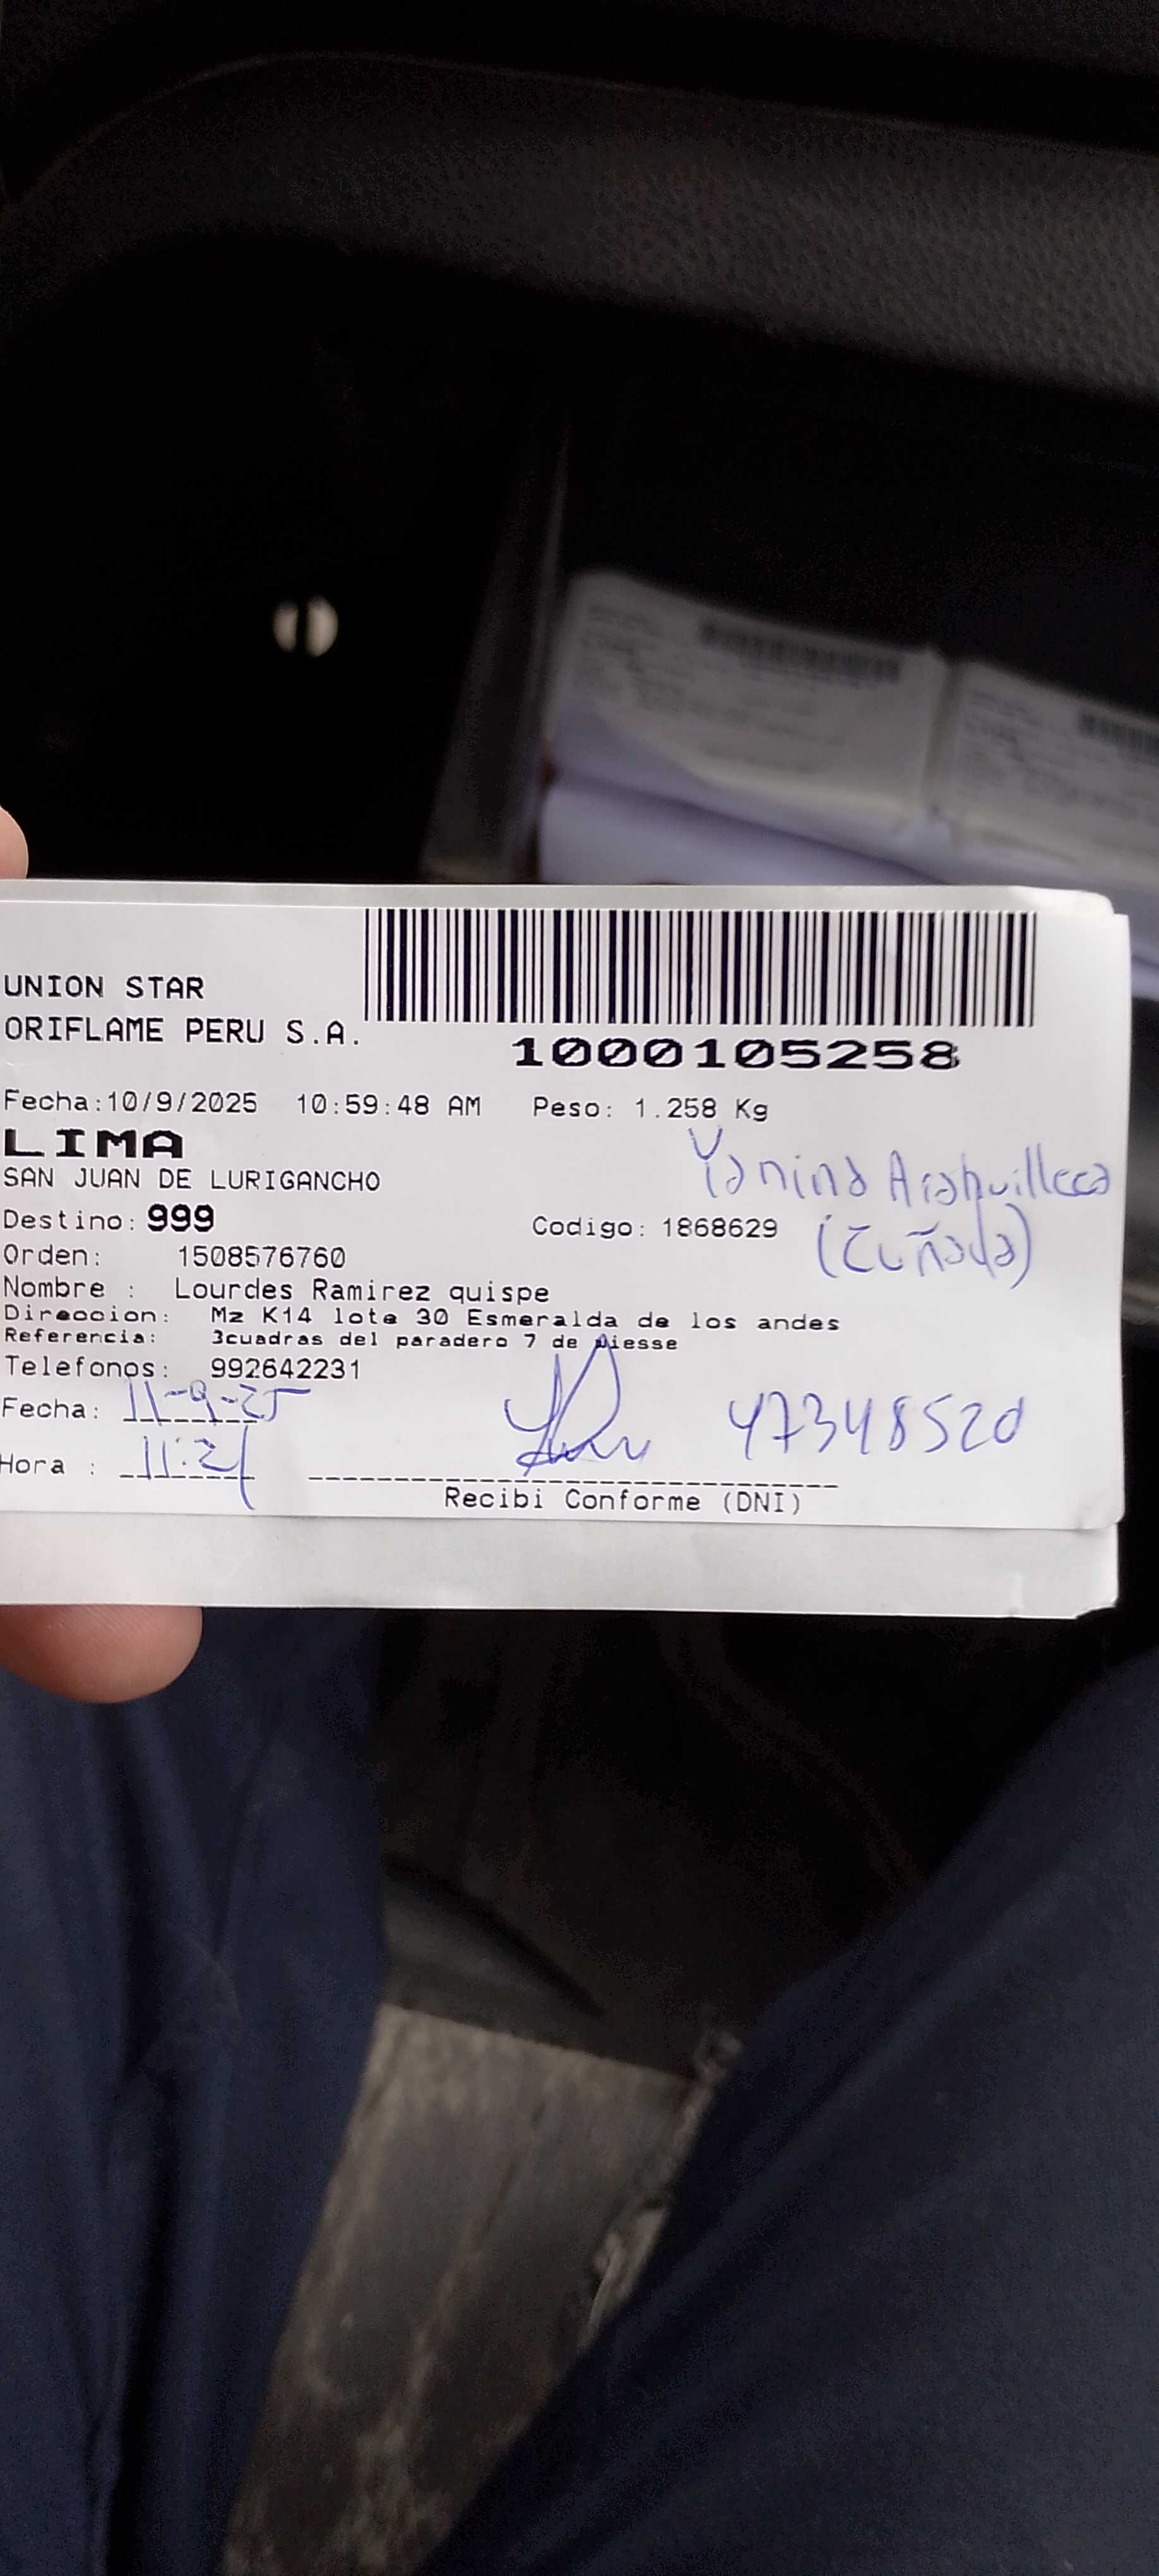 UNION STAR
ORIFLAME PERU S.A.
1000105258
Fecha:10/9/2025 10:59:48 AM Peso: 1.258 Kg
LIMA
Yanina
SAN JUAN DE LURIGANCHO
Destino: 999 Codigo: 1868629
(Cuñada)
Orden: 1508576760
Nombre : Lourdes Ramirez quispe
Direccion: Mz K14 lote 30 Esmeralda de los andes
Referencia: 3cuadras del paradero 7 de
Telefonos: 992642231
Fecha: 11-9-25
47348520
Hora :
Recibi Conforme (DNI)